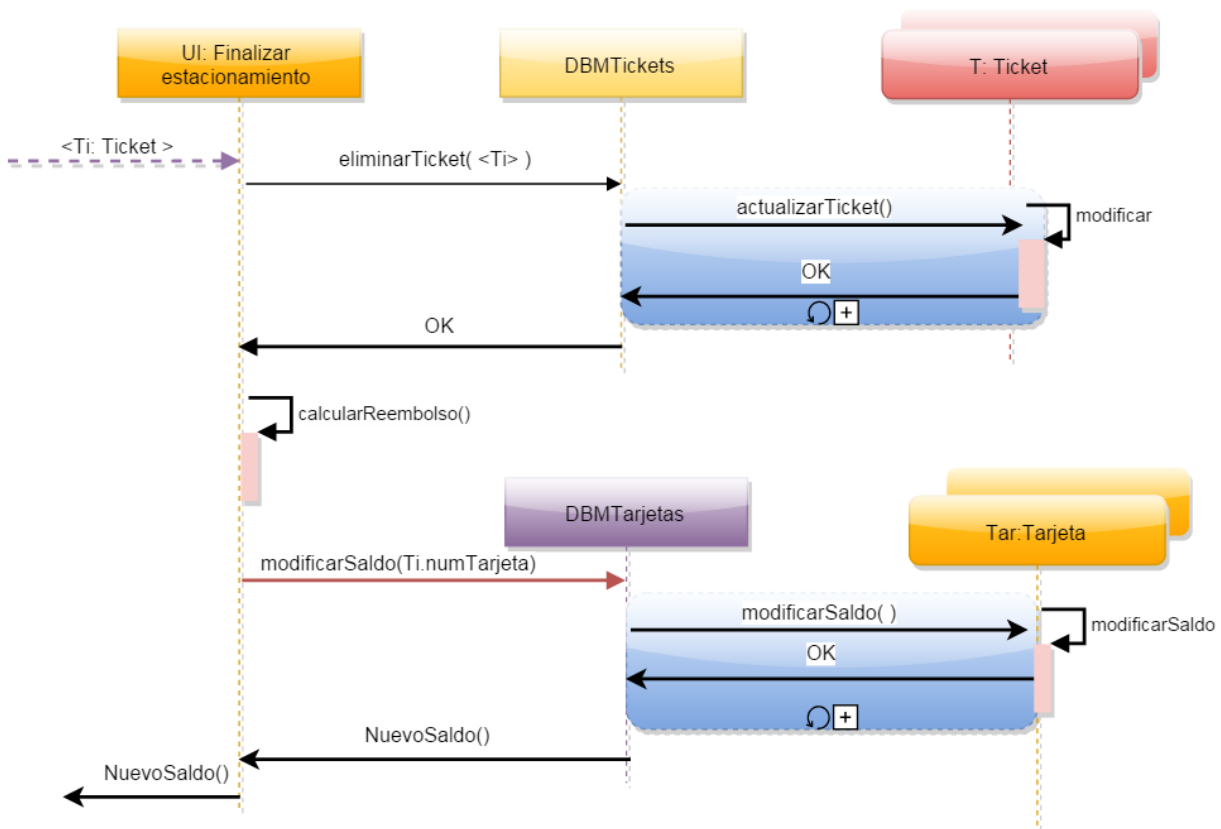 UI: Finalizar
estacionamiento
DBMTickets
T: Ticket
<Ti: Ticket >
eliminarTicket( <Ti> )
actualizarTicket()
modificar
OK
+
OK
calcularReembolso()
DBMTarjetas
Tar:Tarjeta
modificarSaldo(Ti.numTarjeta)
modificarSaldo( )
modificarSaldo
OK
+
NuevoSaldo()
NuevoSaldo()